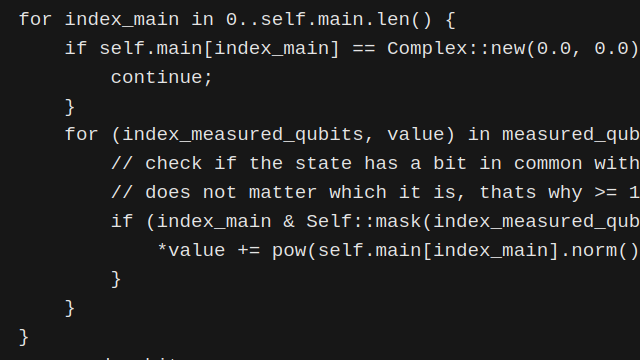 for index_main in 0..self.main.len() {
if self.main[index_main] == Complex::new(0.0, 0.0)
continue;
}
for (index_measured_qubits, value) in measured_qub
// check if the state has a bit in common with
// does not matter which it is, thats why >= 1
if (index_main & Self::mask(index_measured_qub
*value += pow(self.main[index_main].norm()
}
}
}